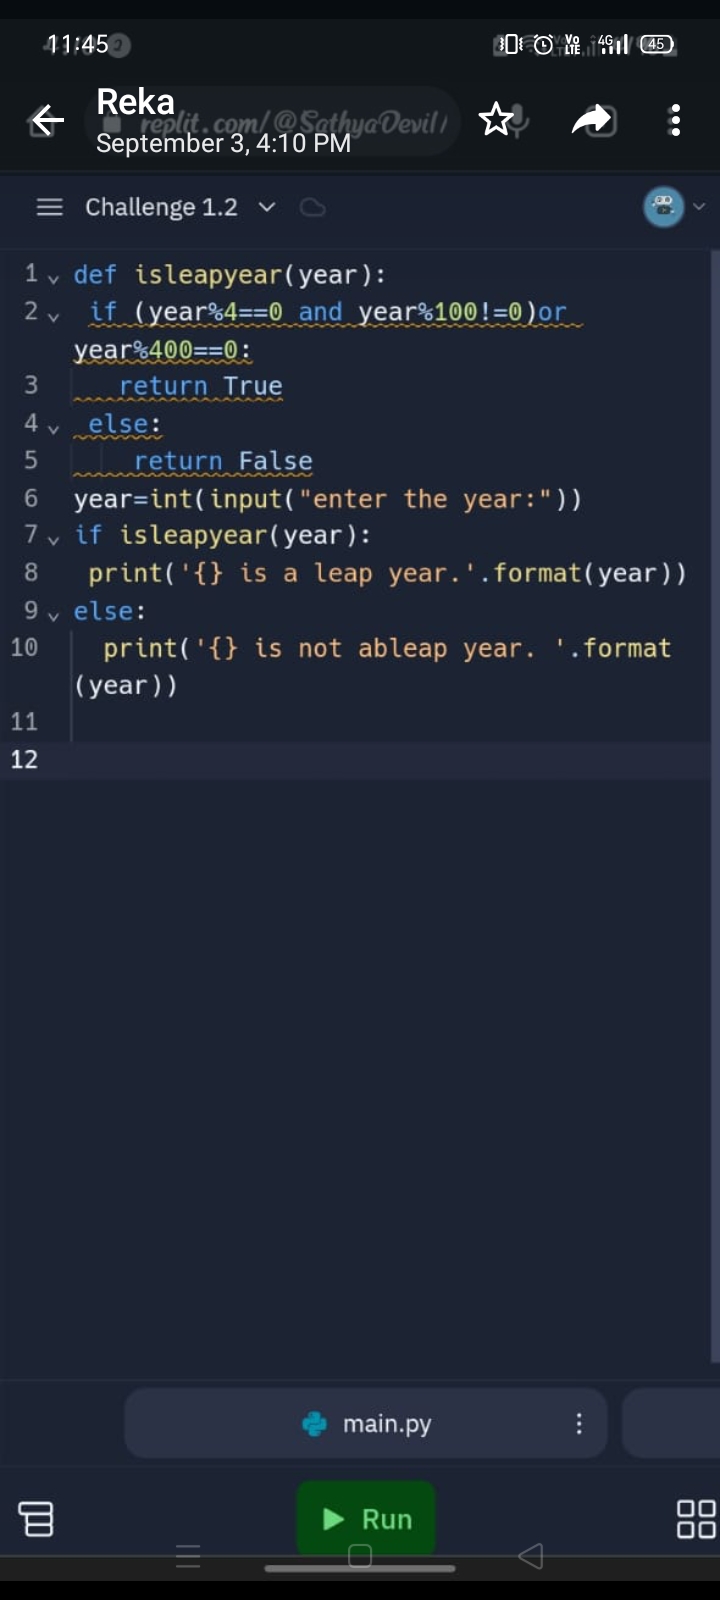 11:45
VoLTE 4G 45
Reka
replit.com/@SathyaDevil/
September 3, 4:10 PM
Challenge 1.2
1 def isleapyear(year):
2  if (year%4==0 and year%100!=0)or
year%400==0:
3    return True
4  else:
5     return False
6 year=int(input("enter the year:"))
7 if isleapyear(year):
8  print('{} is a leap year.'.format(year))
9 else:
10   print('{} is not ableap year. '.format
(year))
11
12
main.py
Run